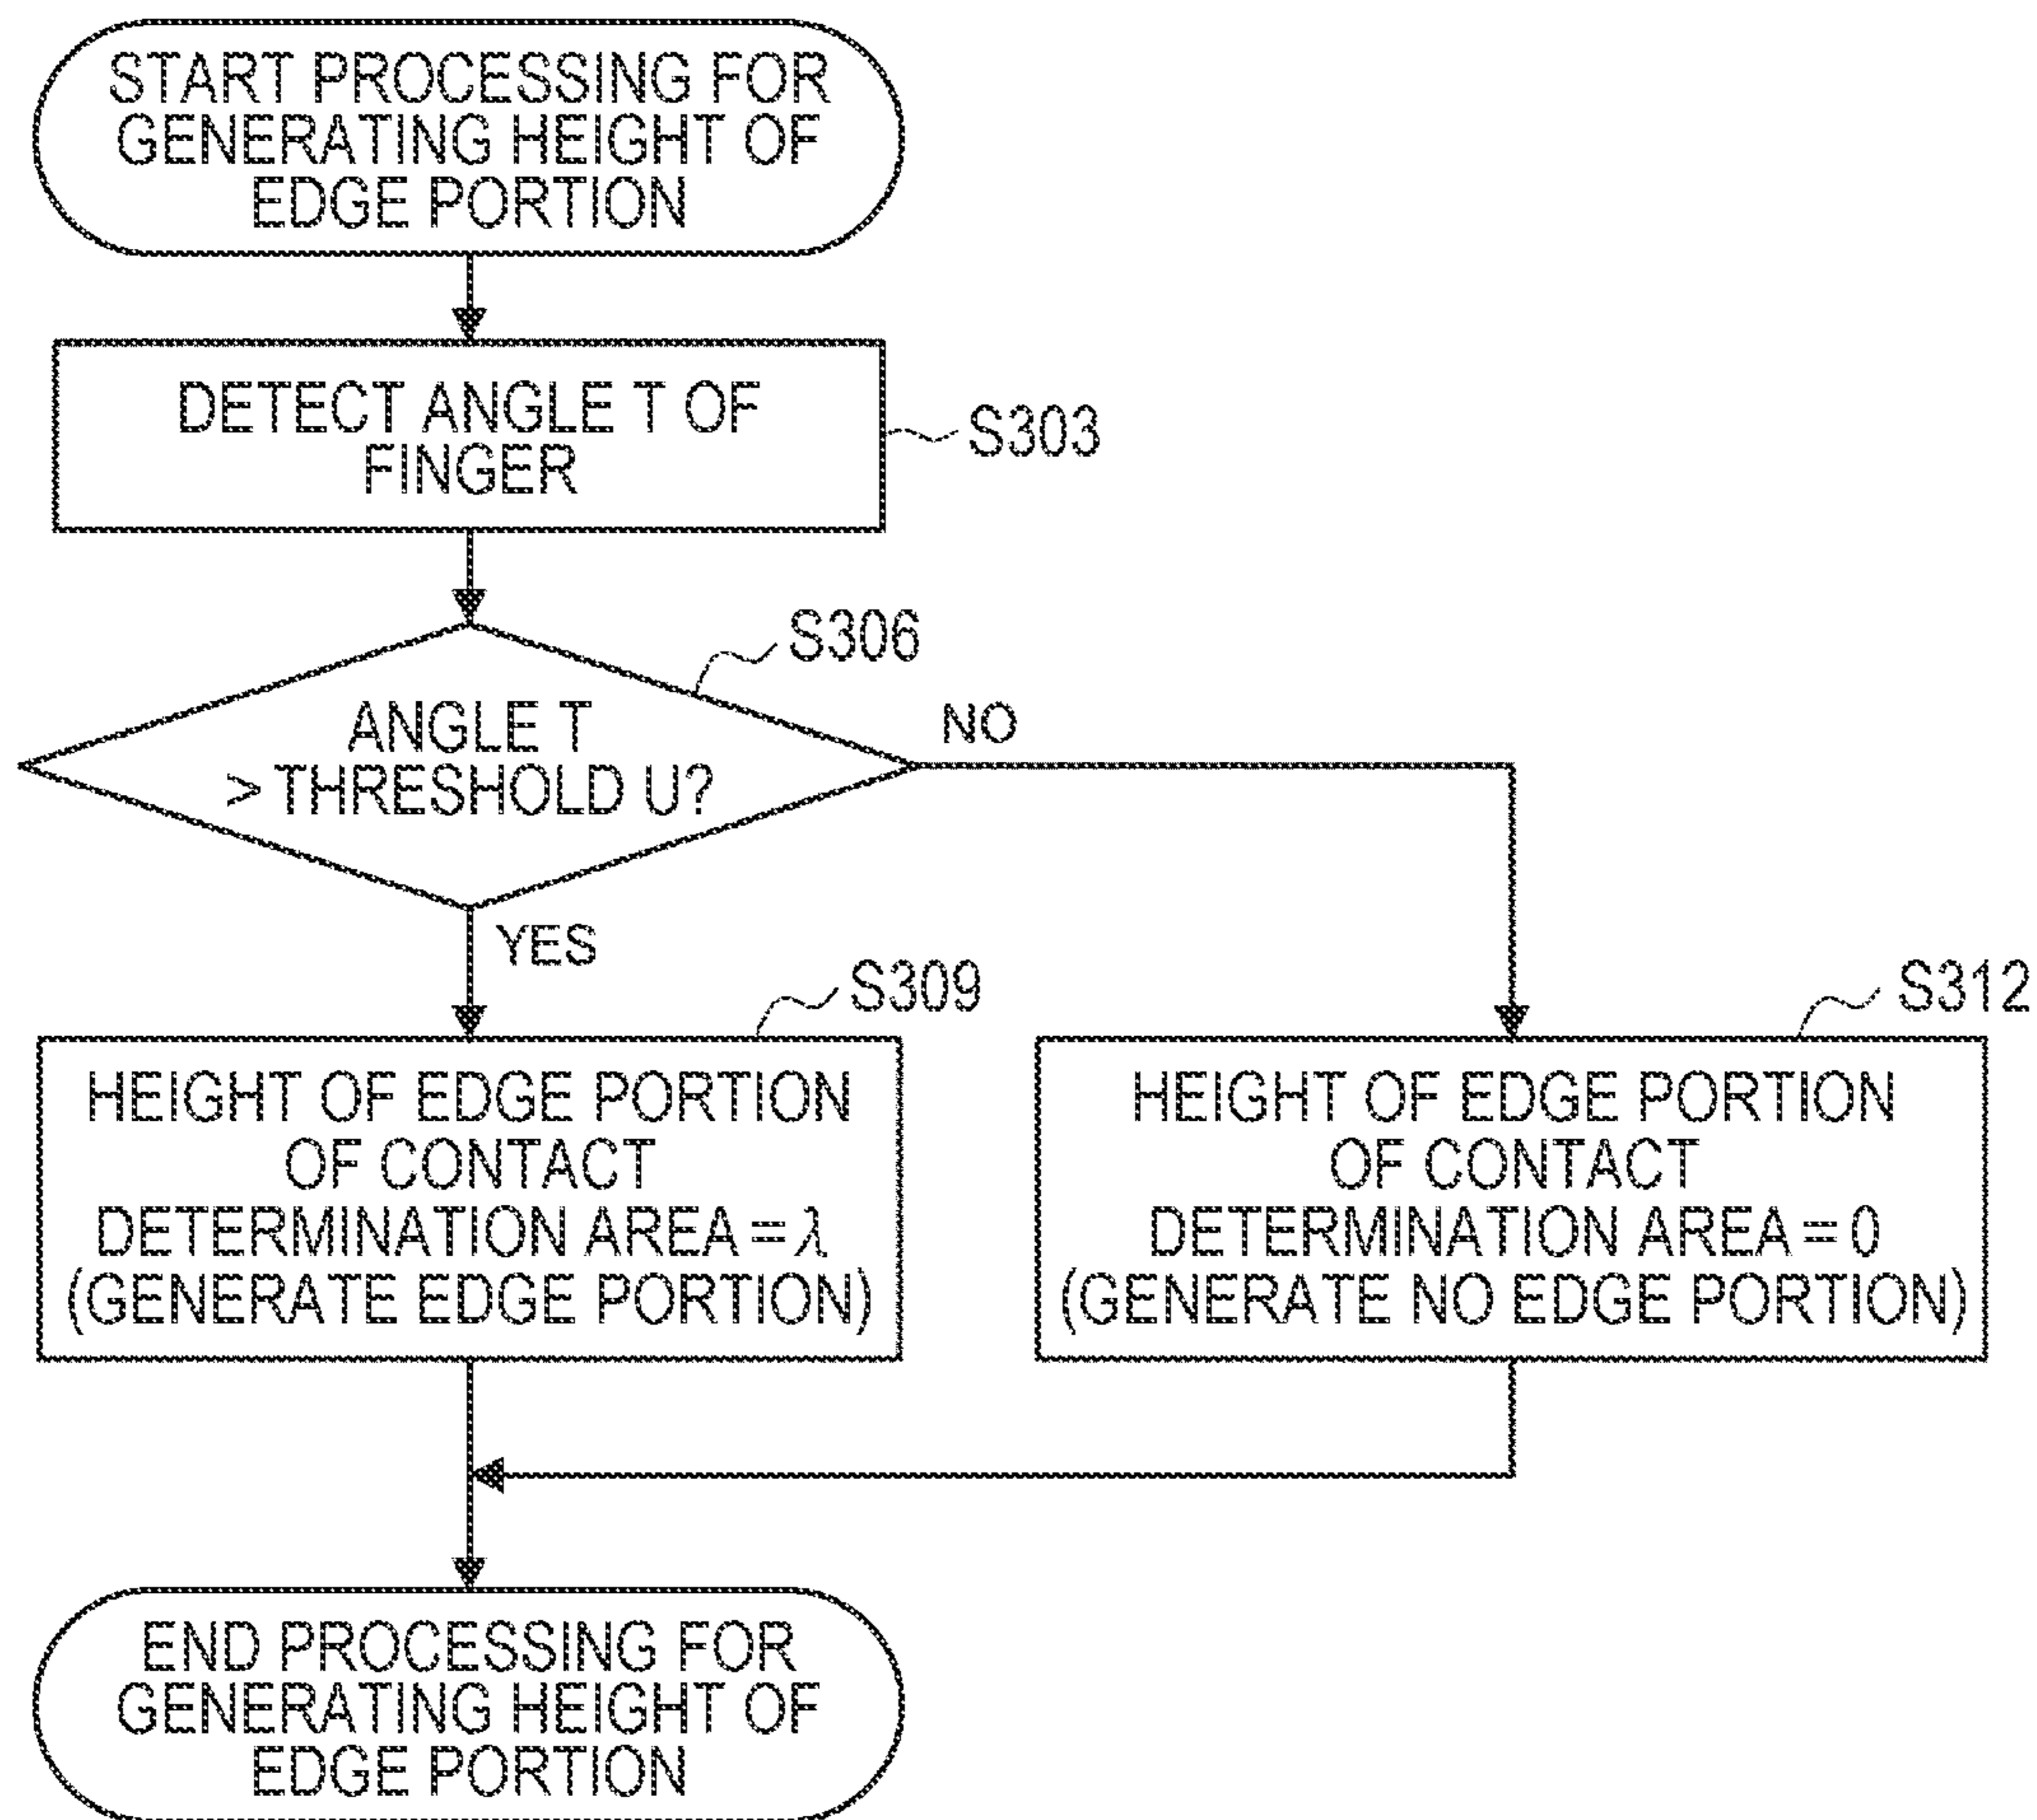 START PROCESSING FOR
GENERATING HEIGHT OF
EDGE PORTION
DETECT ANGLE T OF
FINGER
S303
S306
ANGLE T
> THRESHOLD U?
NO
YES
S309
HEIGHT OF EDGE PORTION
OF CONTACT
DETERMINATION AREA = λ
(GENERATE EDGE PORTION)
S312
HEIGHT OF EDGE PORTION
OF CONTACT
DETERMINATION AREA = 0
(GENERATE NO EDGE PORTION)
END PROCESSING FOR
GENERATING HEIGHT OF
EDGE PORTION